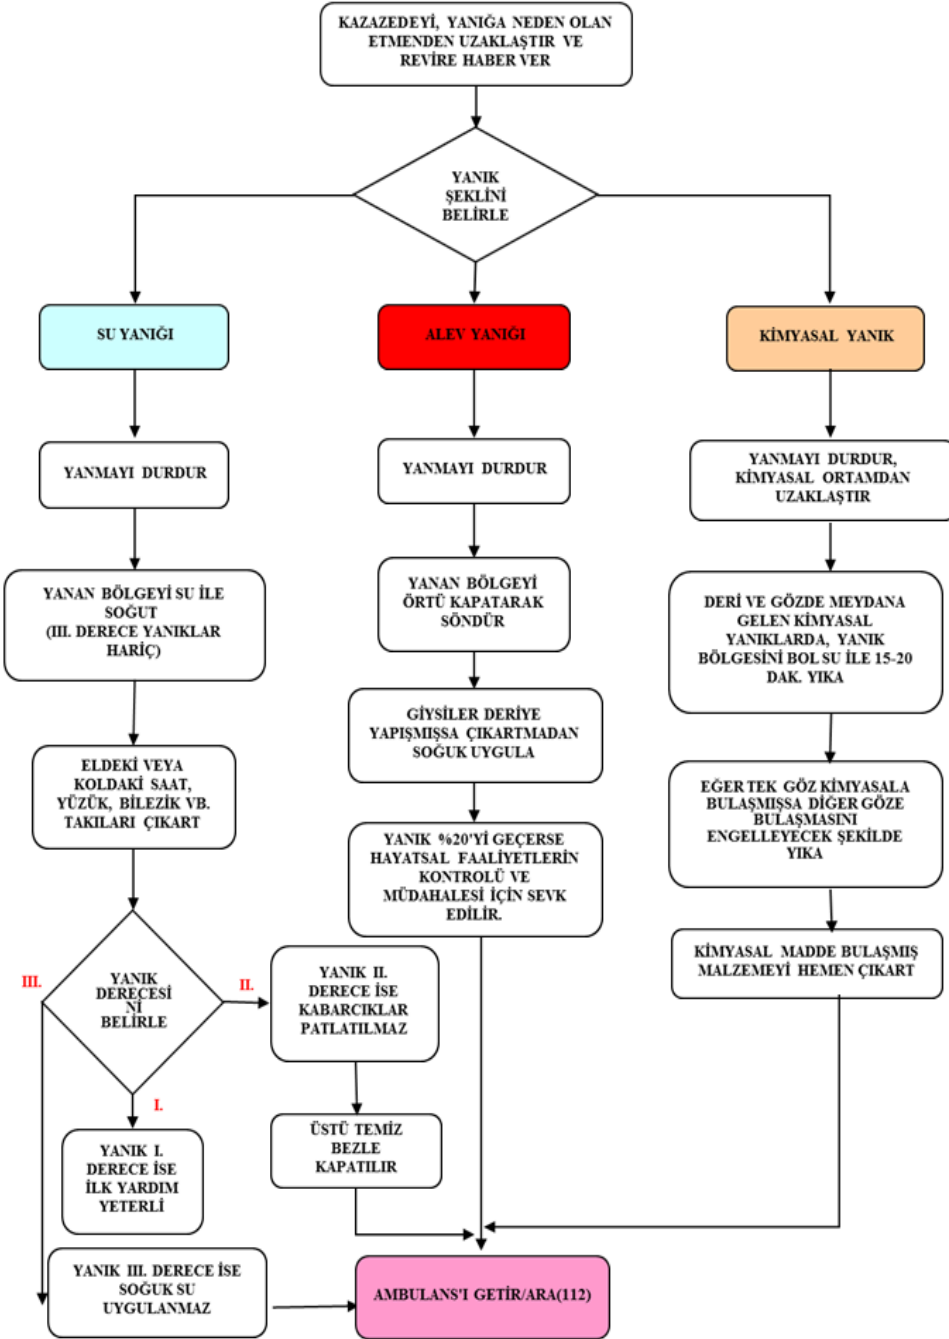 KAZAZEDEYİ, YANIĞA NEDEN OLAN
ETMENDEN UZAKLAŞTIR VE
REVİRE HABER VER
YANIK
ŞEKLİNİ
BELİRLE
SU YANIĞI
ALEV YANIĞI
KİMYASAL YANIK
YANMAYI DURDUR
YANMAYI DURDUR
YANMAYI DURDUR,
KİMYASAL ORTAMDAN
UZAKLAŞTIR
YANAN BÖLGEYİ SU İLE
SOĞUT
(III. DERECE YANIKLAR
HARİÇ)
YANAN BÖLGEYİ
ÖRTÜ KAPATARAK
SÖNDÜR
DERİ VE GÖZDE MEYDANA
GELEN KİMYASAL
YANIKLARDA, YANIK
BÖLGESİNİ BOL SU İLE 15-20
DAK. YIKA
GİYSİLER DERİYE
YAPIŞMIŞSA ÇIKARTMADAN
SOĞUK UYGULA
ELDEKİ VEYA
KOLDAKİ SAAT,
YÜZÜK, BİLEZİK VB.
TAKILARI ÇIKART
EĞER TEK GÖZ KİMYASALA
BULAŞMIŞSA DİĞER GÖZE
BULAŞMASINI
ENGELLEYECEK ŞEKİLDE
YIKA
YANIK %20'Yİ GEÇERSE
HAYATSAL FAALİYETLERİN
KONTROLÜ VE
MÜDAHALESİ İÇİN SEVK
EDİLİR.
KİMYASAL MADDE BULAŞMIŞ
MALZEMEYİ HEMEN ÇIKART
III.
YANIK
DERECESİ
Nİ
BELİRLE
II.
YANIK II.
DERECE İSE
KABARCIKLAR
PATLATILMAZ
I.
ÜSTÜ TEMİZ
BEZLE
KAPATILIR
YANIK I.
DERECE İSE
İLK YARDIM
YETERLİ
YANIK III. DERECE İSE
SOĞUK SU
UYGULANMAZ
AMBULANS'I GETİR/ARA(112)